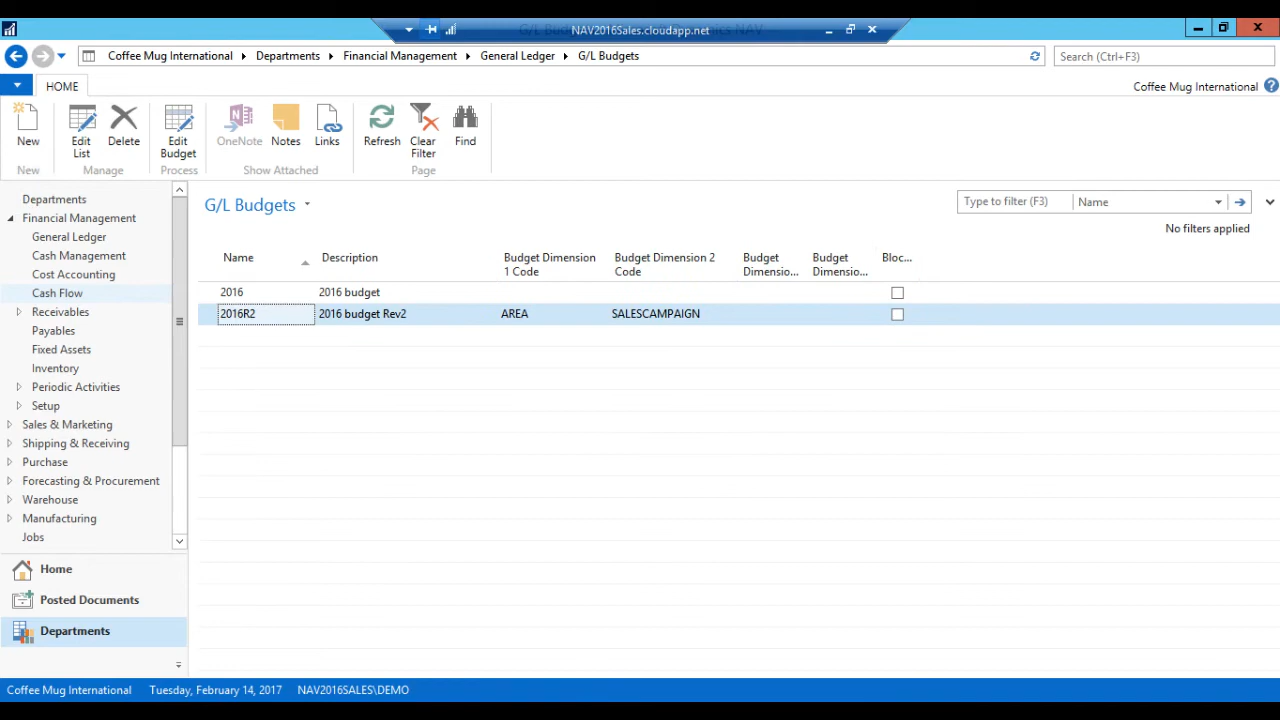 NAV2016Sales.cloudapp.net
Coffee Mug International Departments Financial Management General Ledger G/L Budgets
Search (Ctrl+F3)
HOME
Coffee Mug International
New
Edit List
Delete
Edit Budget
OneNote
Notes
Links
Refresh
Clear Filter
Find
New
Manage
Process
Show Attached
Page
Departments
Financial Management
General Ledger
Cash Management
Cost Accounting
Cash Flow
Receivables
Payables
Fixed Assets
Inventory
Periodic Activities
Setup
Sales & Marketing
Shipping & Receiving
Purchase
Forecasting & Procurement
Warehouse
Manufacturing
Jobs
Home
Posted Documents
Departments
G/L Budgets
Type to filter (F3)
Name
No filters applied
Name Description Budget Dimension 1 Code Budget Dimension 2 Code Budget Dimensio... Budget Dimensio... Bloc...
2016 2016 budget
2016R2 2016 budget Rev2 AREA SALESCAMPAIGN
Coffee Mug International Tuesday, February 14, 2017 NAV2016SALES\DEMO